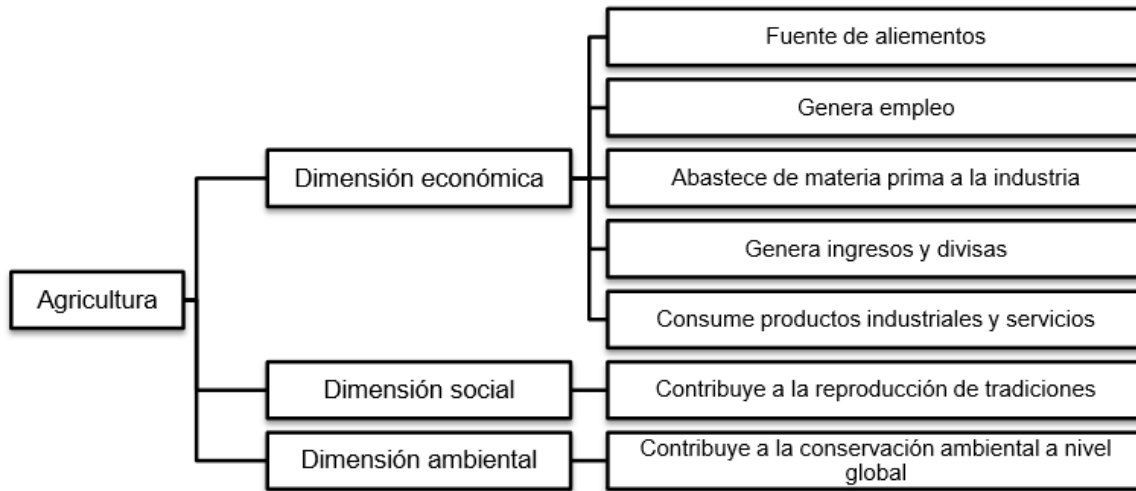 Agricultura
Dimensión económica
Fuente de aliementos
Genera empleo
Abastece de materia prima a la industria
Genera ingresos y divisas
Consume productos industriales y servicios
Dimensión social
Contribuye a la reproducción de tradiciones
Dimensión ambiental
Contribuye a la conservación ambiental a nivel
global